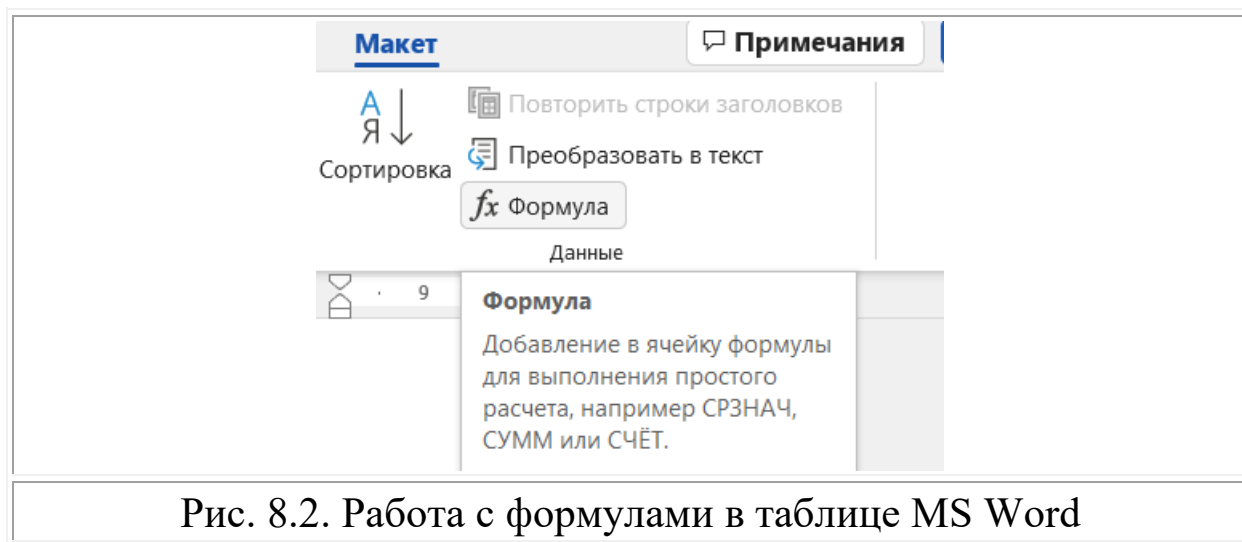 Макет
Примечания
А
Я
Сортировка
Повторить строки заголовков
Преобразовать в текст
fx Формула
Данные
· 9
Формула
Добавление в ячейку формулы
для выполнения простого
расчета, например СРЗНАЧ,
СУММ или СЧЁТ.
Рис. 8.2. Работа с формулами в таблице MS Word